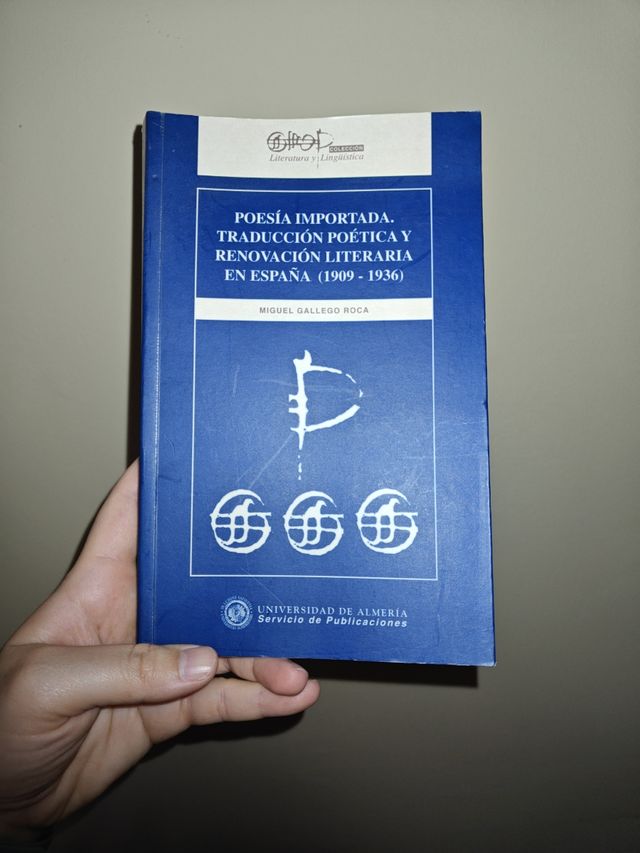 COLECCIÓN
Literatura y Lingüística
POESÍA IMPORTADA.
TRADUCCIÓN POÉTICA Y
RENOVACIÓN LITERARIA
EN ESPAÑA (1909 - 1936)
MIGUEL GALLEGO ROCA
UNIVERSIDAD DE ALMERÍA
Servicio de Publicaciones